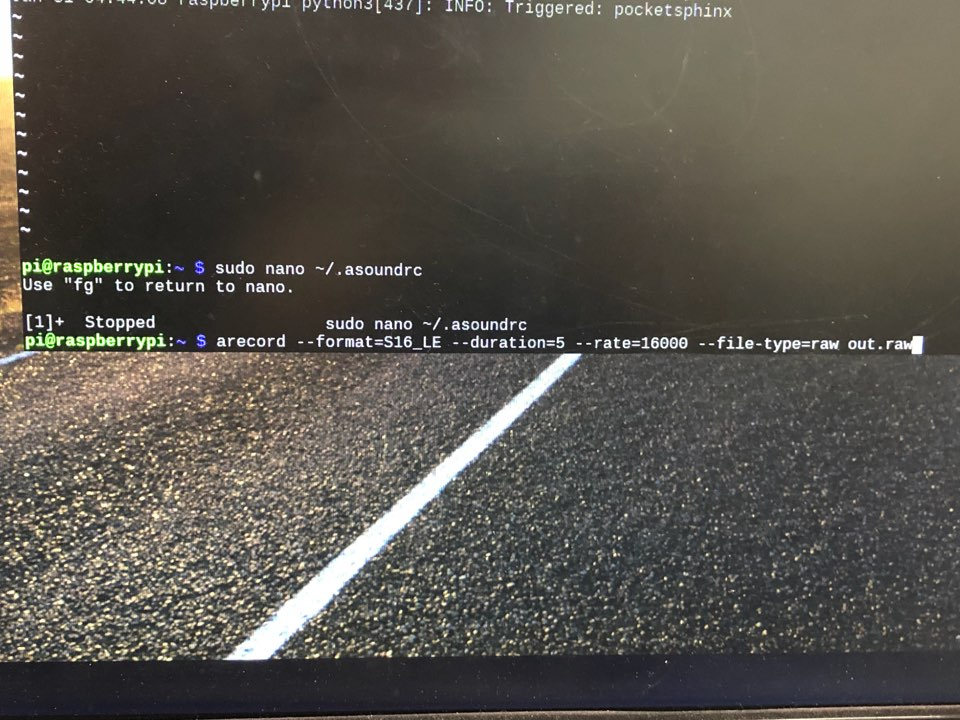 raspberrypi python3[437]: INFO: Triggered: pocketsphinx
~
~
~
~
~
~
~
~
~
~
~
pi@raspberrypi:~ $ sudo nano ~/.asoundrc
Use "fg" to return to nano.
[1]+ Stopped sudo nano ~/.asoundrc
pi@raspberrypi:~ $ arecord --format=S16_LE --duration=5 --rate=16000 --file-type=raw out.raw